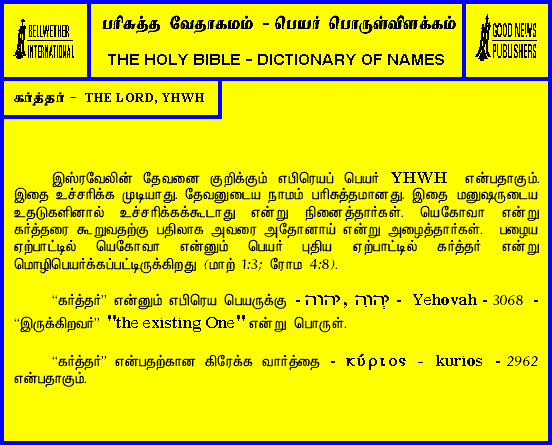 BELLWETHER
INTERNATIONAL
பரிசுத்த வேதாகமம் - பெயர் பொருள்விளக்கம்
THE HOLY BIBLE - DICTIONARY OF NAMES
GOOD NEWS
PUBLISHERS
கர்த்தர் - THE LORD, YHWH
இஸ்ரவேலின் தேவனை குறிக்கும் எபிரெயப் பெயர் YHWH என்பதாகும்.
இதை உச்சரிக்க முடியாது. தேவனுடைய நாமம் பரிசுத்தமானது. இதை மனுஷருடைய
உதடுகளினால் உச்சரிக்கக்கூடாது என்று நினைத்தார்கள். யெகோவா என்று
கர்த்தரை கூறுவதற்கு பதிலாக அவரை அதோனாய் என்று அழைத்தார்கள். பழைய
ஏற்பாட்டில் யெகோவா என்னும் பெயர் புதிய ஏற்பாட்டில் கர்த்தர் என்று
மொழிபெயர்க்கப்பட்டிருக்கிறது (மாற் 1:3; ரோம 4:8).
“கர்த்தர்” என்னும் எபிரெய பெயருக்கு - יהוה, יְהוִֹה - Yehovah - 3068 -
“இருக்கிறவர்” "the existing One" என்று பொருள்.
“கர்த்தர்” என்பதற்கான கிரேக்க வார்த்தை - κύριος - kurios - 2962
என்பதாகும்.